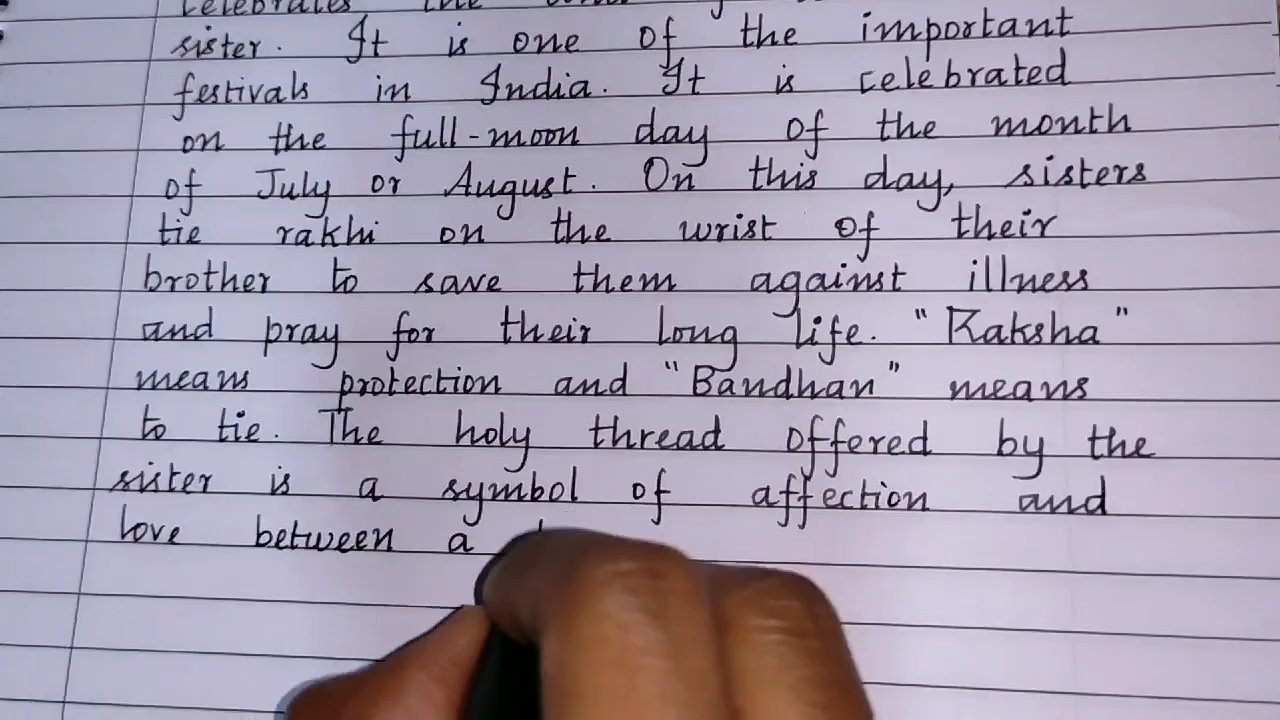 celebrates the
sister. It is one of the important
festivals in India. It is celebrated
on the full-moon day of the month
of July or August. On this day, sisters
tie rakhi on the wrist of their
brother to save them against illness
and pray for their long life. "Raksha"
means protection and "Bandhan" means
to tie. The holy thread offered by the
sister is a symbol of affection and
love between a